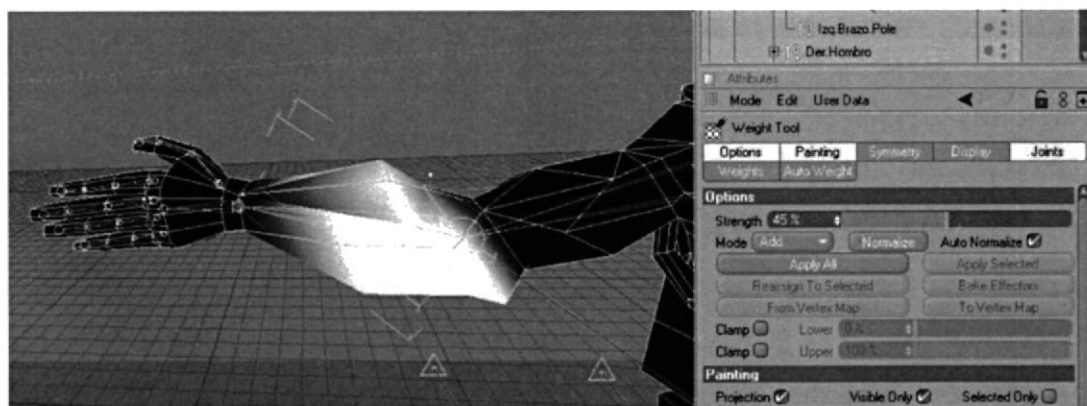 Izq.Brazo.Pole
Der.Hombro
Attributes
Mode Edit User Data
Weight Tool
Options Painting Symmetry Display Joints
Weights Auto Weight
Options
Strength 45 %
Mode Add Normalize Auto Normalize
Apply All Apply Selected
Reassign To Selected Bake Effectors
From Vertex Map To Vertex Map
Clamp Lower 0 %
Clamp Upper 100 %
Painting
Projection Visible Only Selected Only